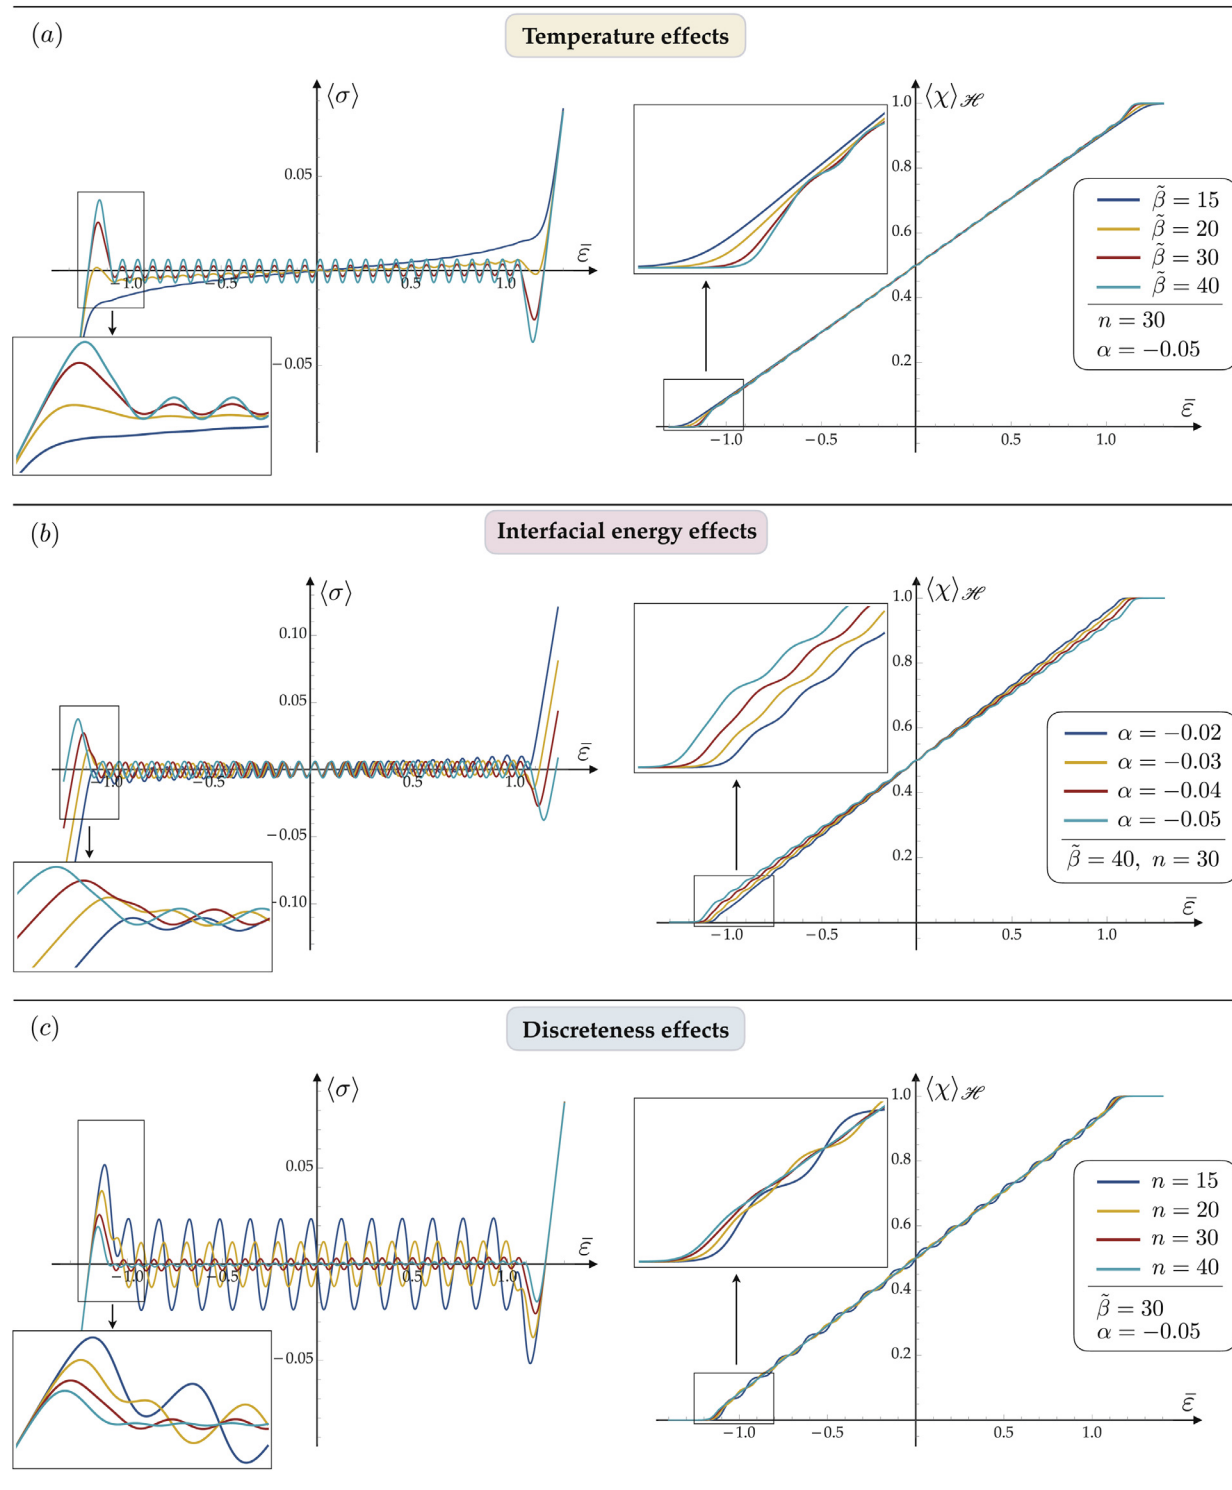 (a)
Temperature effects
⟨σ⟩
0.05
ε̄
−1.0
−0.5
0.5
1.0
−0.05
⟨χ⟩ℋ
1.0
0.8
0.6
0.4
0.2
ε̄
−1.0
−0.5
0.5
1.0
β̃ = 15
β̃ = 20
β̃ = 30
β̃ = 40
n = 30
α = −0.05
(b)
Interfacial energy effects
⟨σ⟩
0.10
0.05
ε̄
−1.0
−0.5
0.5
1.0
−0.05
−0.10
⟨χ⟩ℋ
1.0
0.8
0.6
0.4
0.2
ε̄
−1.0
−0.5
0.5
1.0
α = −0.02
α = −0.03
α = −0.04
α = −0.05
β̃ = 40, n = 30
(c)
Discreteness effects
⟨σ⟩
0.05
ε̄
−1.0
−0.5
0.5
1.0
−0.05
⟨χ⟩ℋ
1.0
0.8
0.6
0.4
0.2
ε̄
−1.0
−0.5
0.5
1.0
n = 15
n = 20
n = 30
n = 40
β̃ = 30
α = −0.05